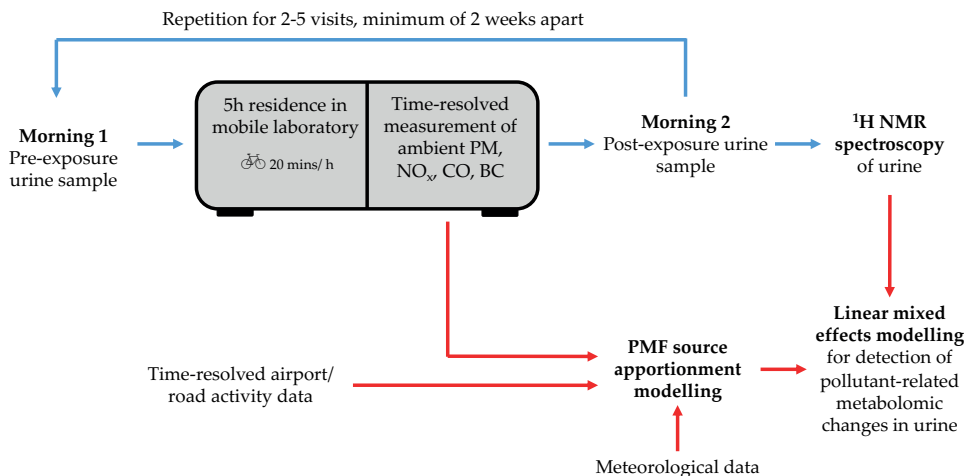 Repetition for 2-5 visits, minimum of 2 weeks apart
Morning 1
Pre-exposure
urine sample
5h residence in
mobile laboratory
20 mins/h
Time-resolved
measurement of
ambient PM,
NOx, CO, BC
Morning 2
Post-exposure urine
sample
¹H NMR
spectroscopy
of urine
Time-resolved airport/
road activity data
PMF source
apportionment
modelling
Meteorological data
Linear mixed
effects modelling
for detection of
pollutant-related
metabolomic
changes in urine